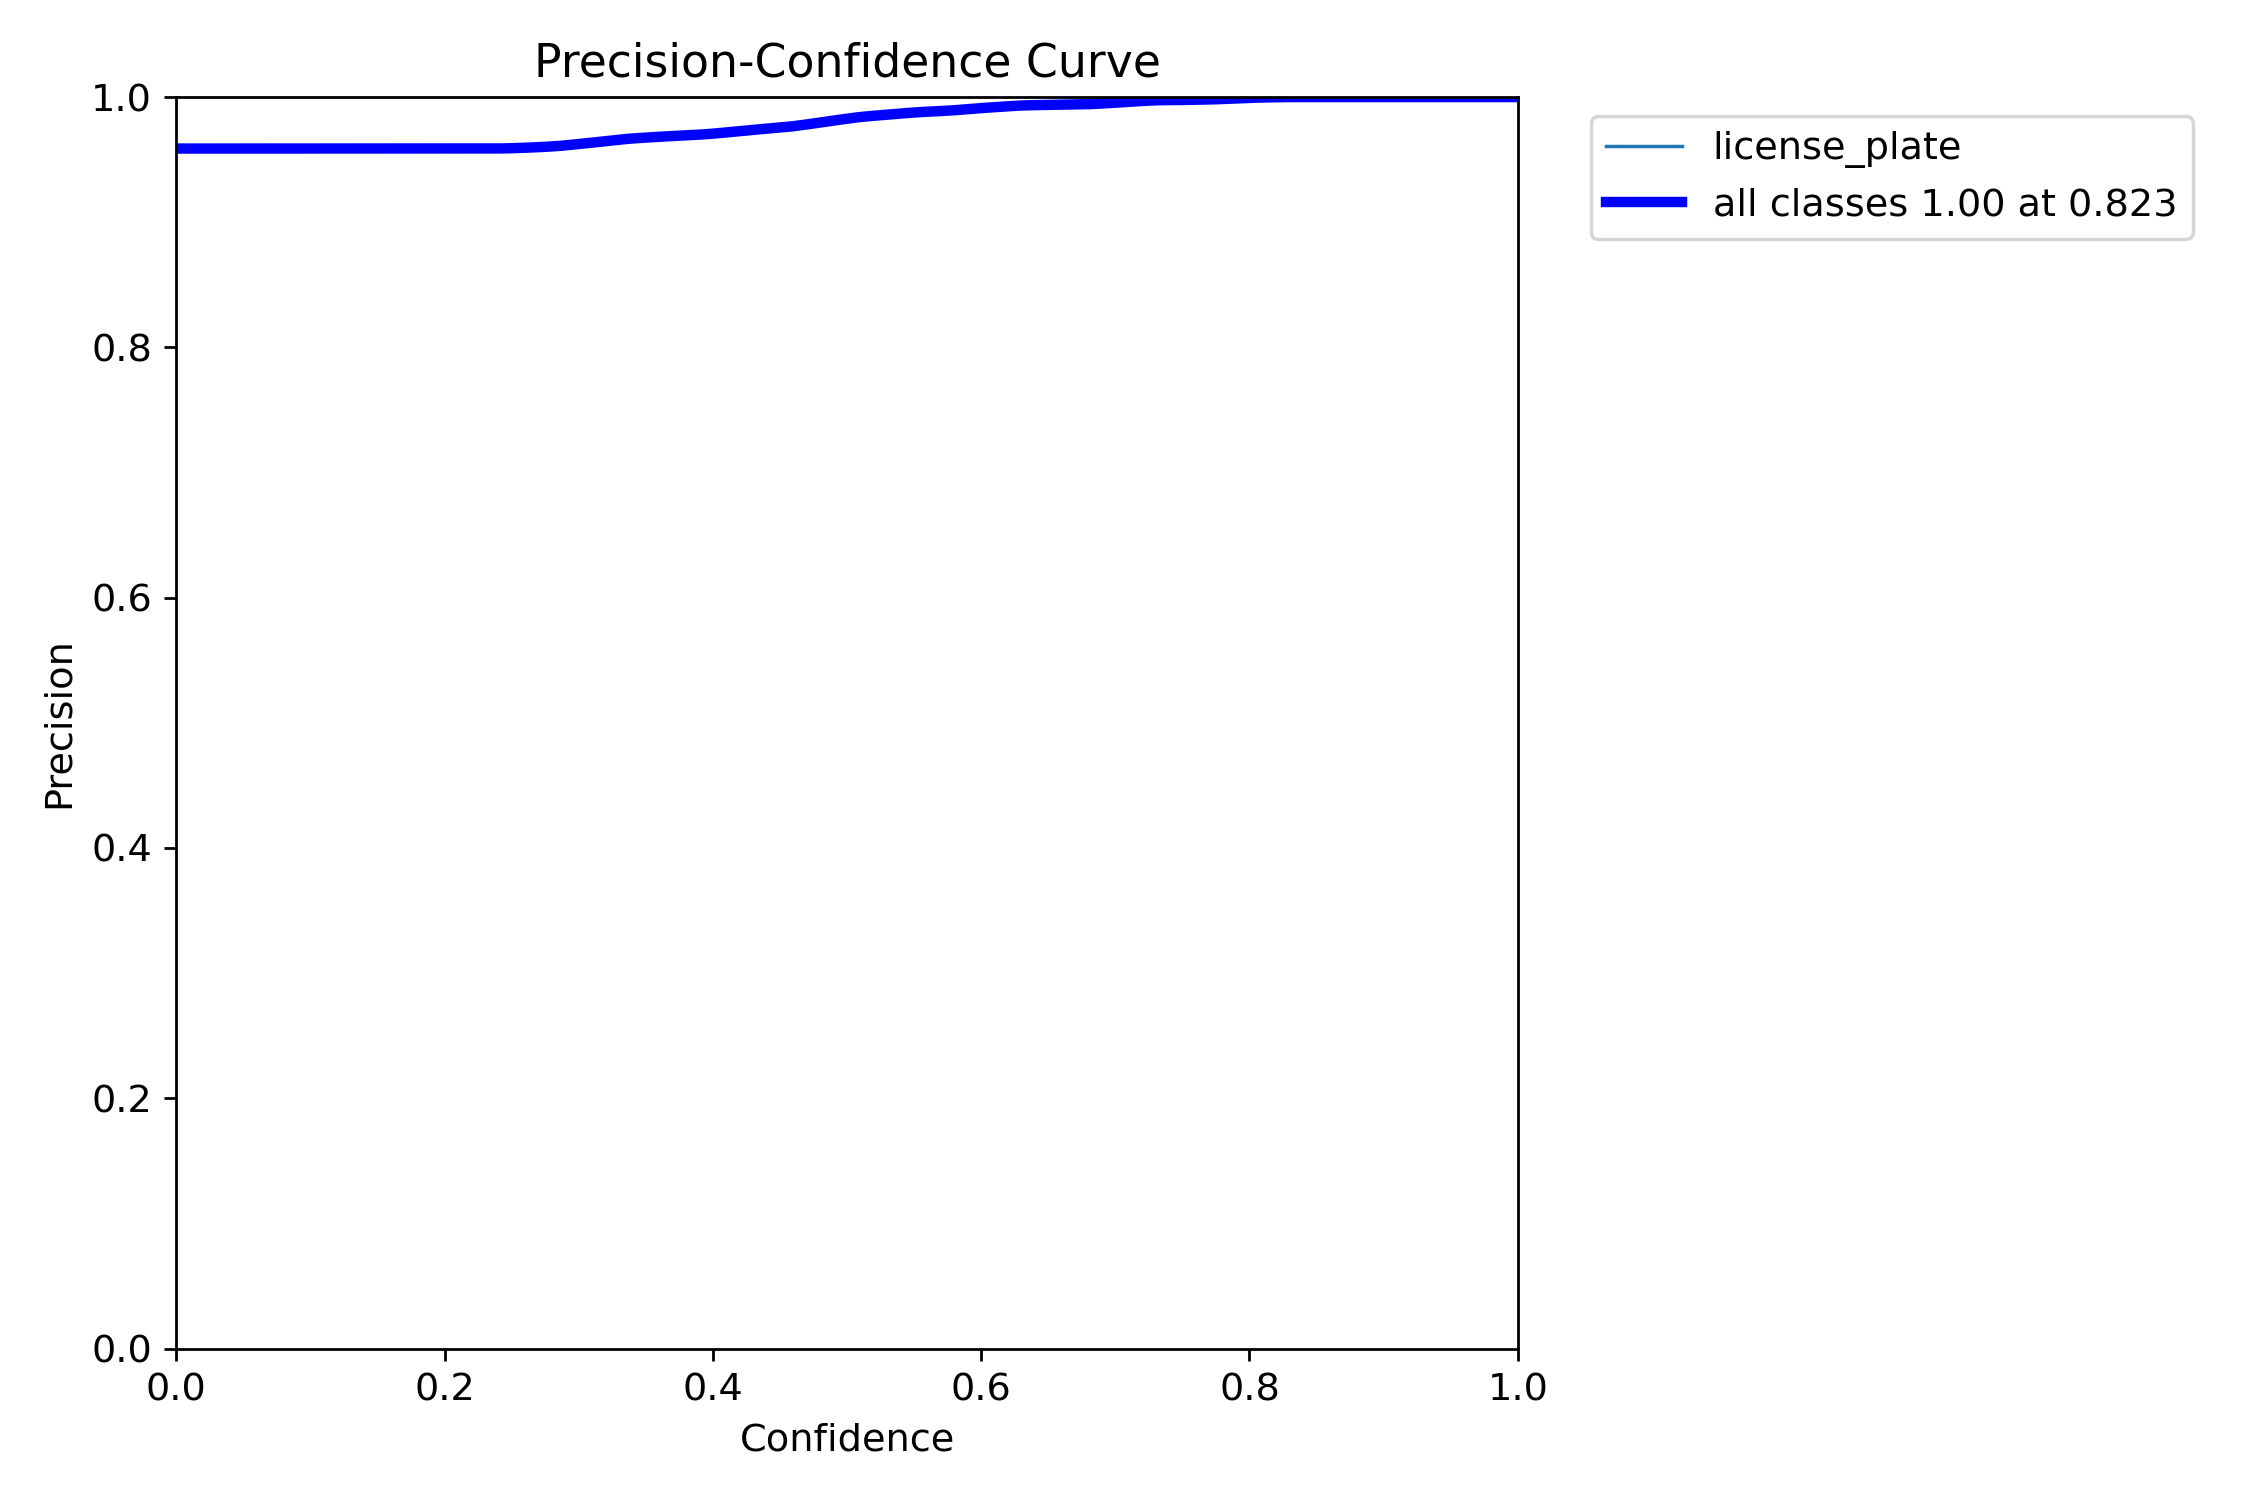 Precision-Confidence Curve
1.0
0.8
0.6
0.4
0.2
0.0
Precision
0.0 0.2 0.4 0.6 0.8 1.0
Confidence
license_plate
all classes 1.00 at 0.823